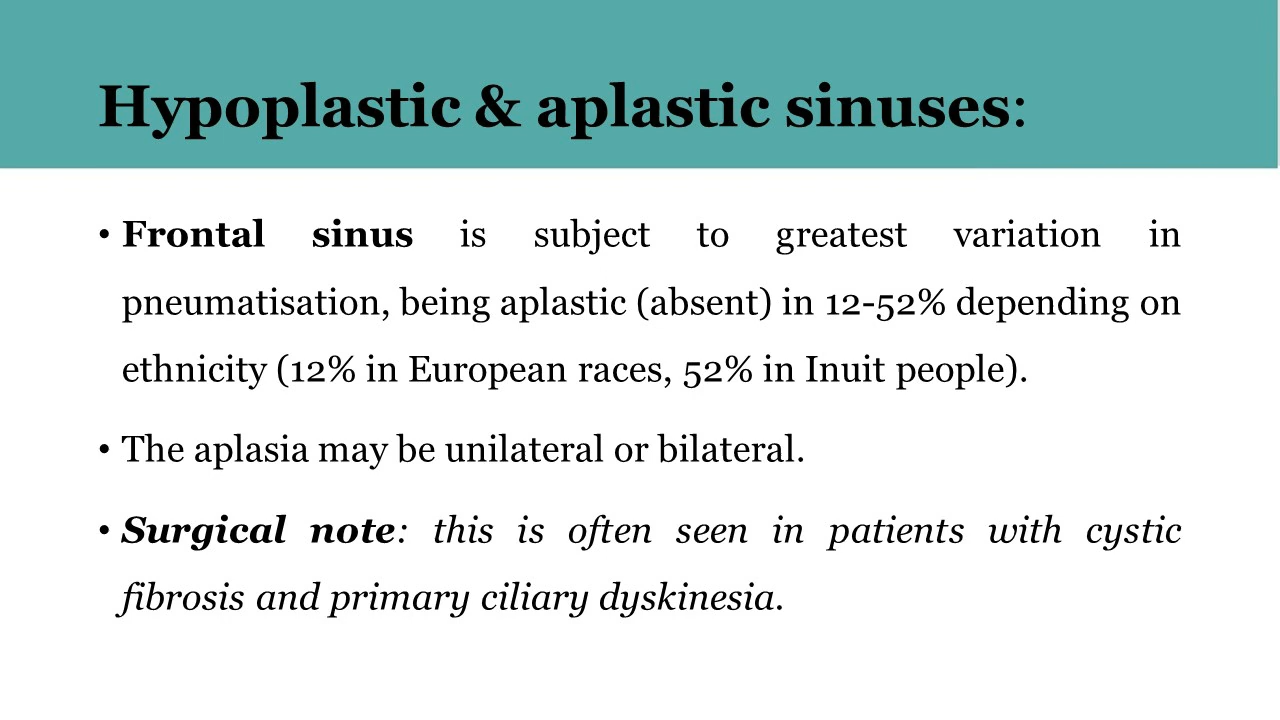 Hypoplastic & aplastic sinuses:
• Frontal sinus is subject to greatest variation in
pneumatisation, being aplastic (absent) in 12-52% depending on
ethnicity (12% in European races, 52% in Inuit people).
• The aplasia may be unilateral or bilateral.
• Surgical note: this is often seen in patients with cystic
fibrosis and primary ciliary dyskinesia.